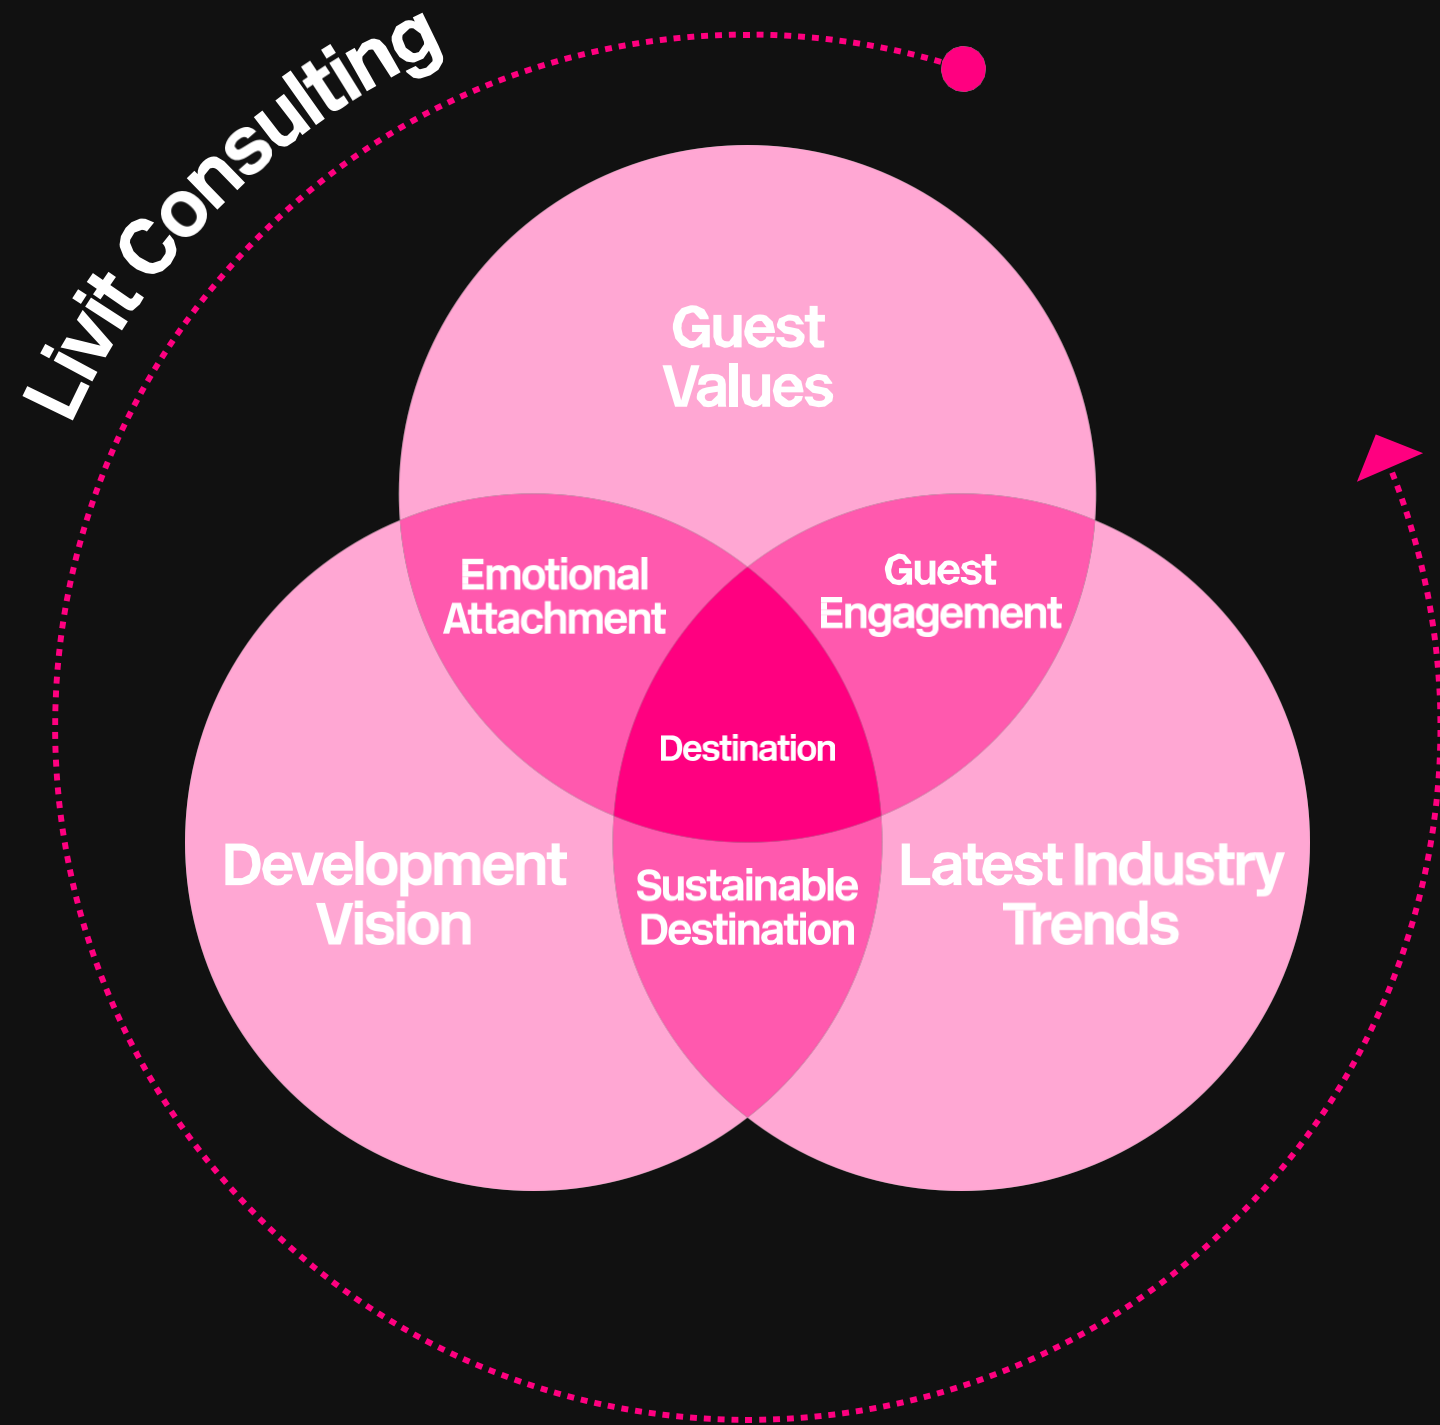 Livit Consulting
Guest
Values
Emotional
Attachment
Guest
Engagement
Destination
Development
Vision
Sustainable
Destination
Latest Industry
Trends